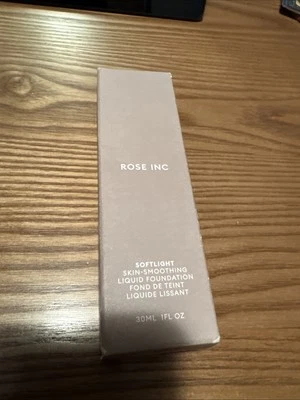 ROSE INC
SOFTLIGHT
SKIN-SMOOTHING
LIQUID FOUNDATION
FOND DE TEINT
LIQUIDE LISSANT
30ML 1FL OZ